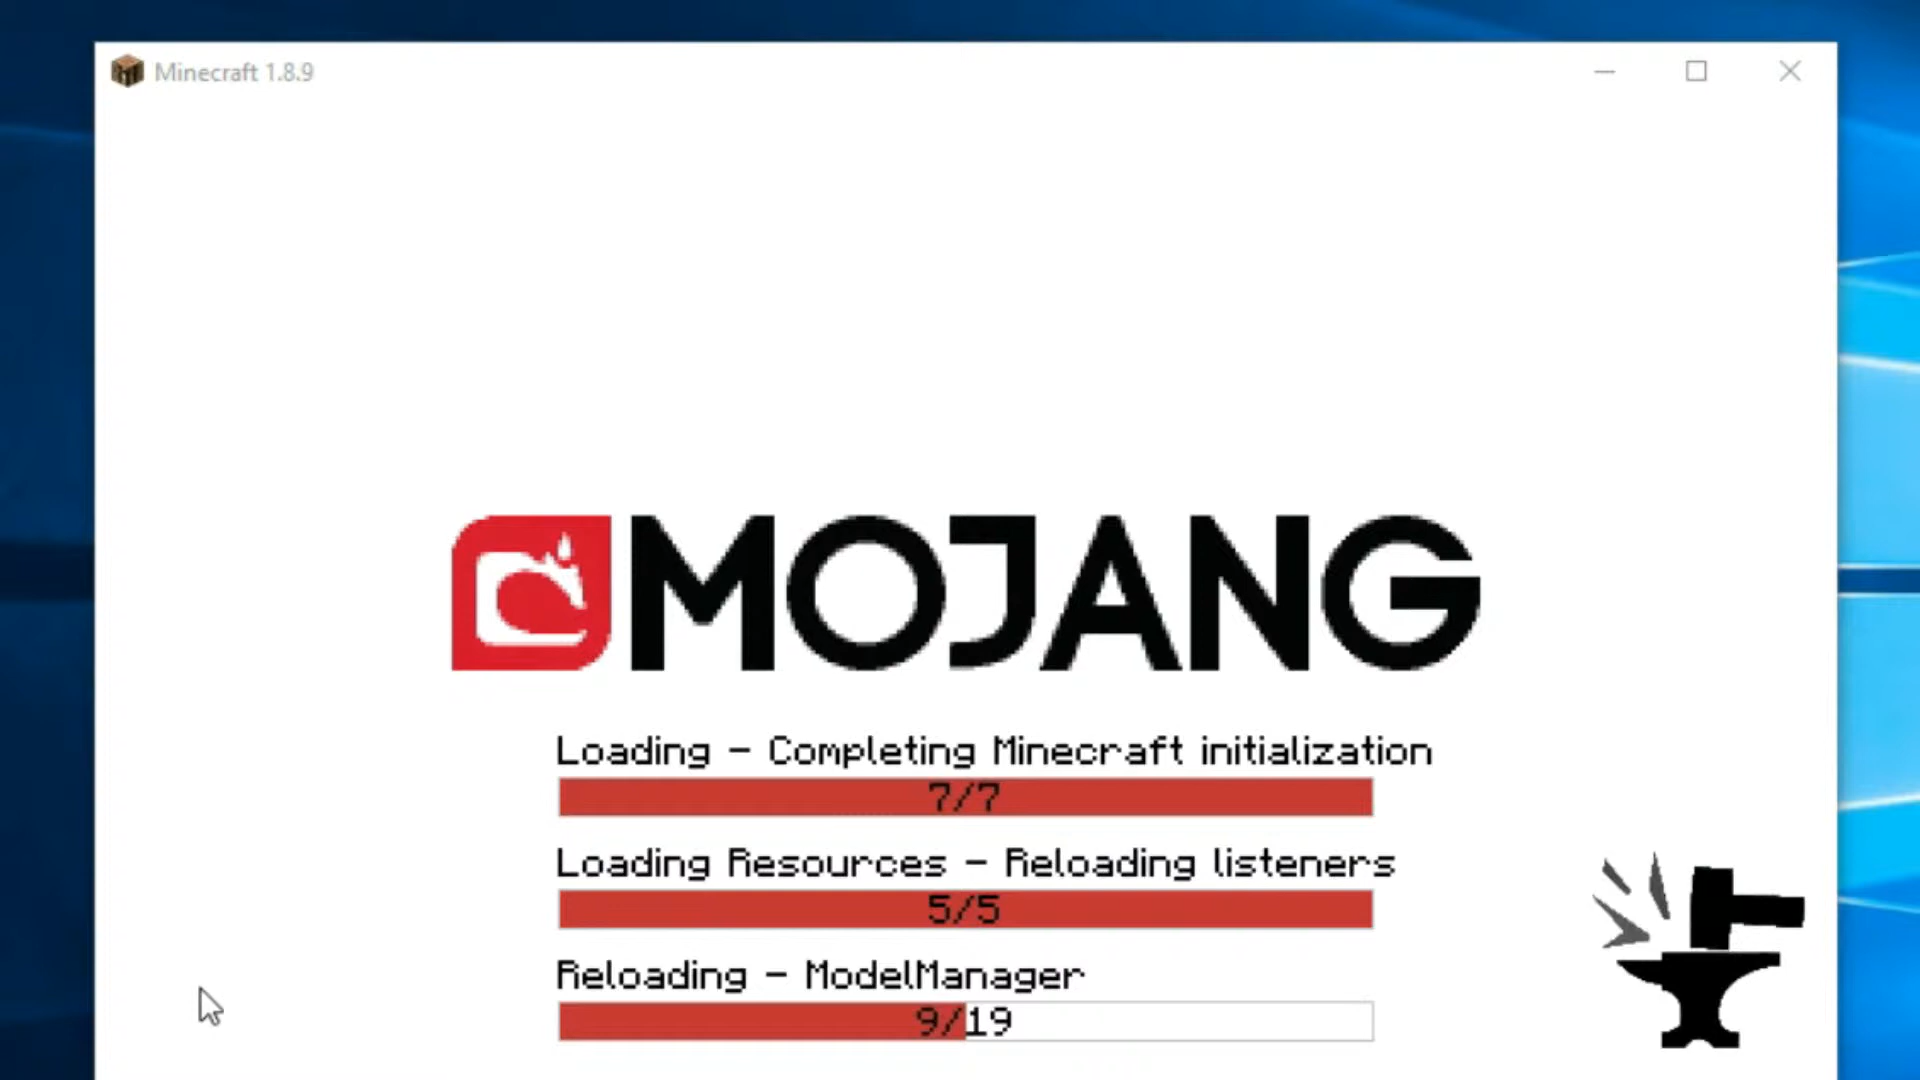 Minecraft 1.8.9
MOJANG
Loading - Completing Minecraft initialization
7/7
Loading Resources - Reloading listeners
5/5
Reloading - ModelManager
9/19